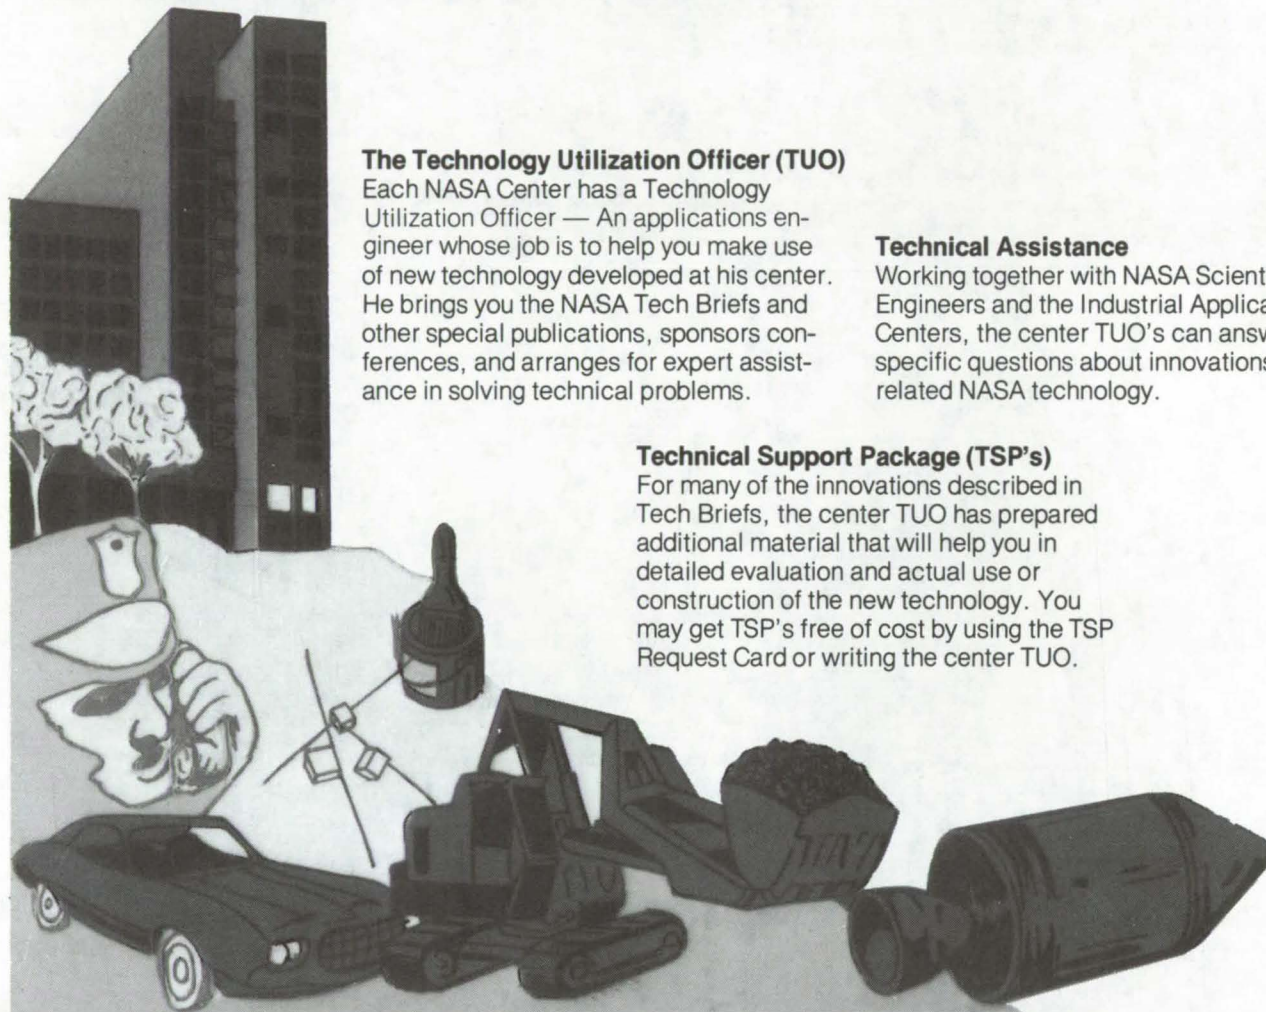 The Technology Utilization Officer (TUO)
Each NASA Center has a Technology
Utilization Officer — An applications en-
gineer whose job is to help you make use
of new technology developed at his center.
He brings you the NASA Tech Briefs and
other special publications, sponsors con-
ferences, and arranges for expert assist-
ance in solving technical problems.
Technical Assistance
Working together with NASA Scient
Engineers and the Industrial Applica
Centers, the center TUO's can answ
specific questions about innovations
related NASA technology.
Technical Support Package (TSP's)
For many of the innovations described in
Tech Briefs, the center TUO has prepared
additional material that will help you in
detailed evaluation and actual use or
construction of the new technology. You
may get TSP's free of cost by using the TSP
Request Card or writing the center TUO.